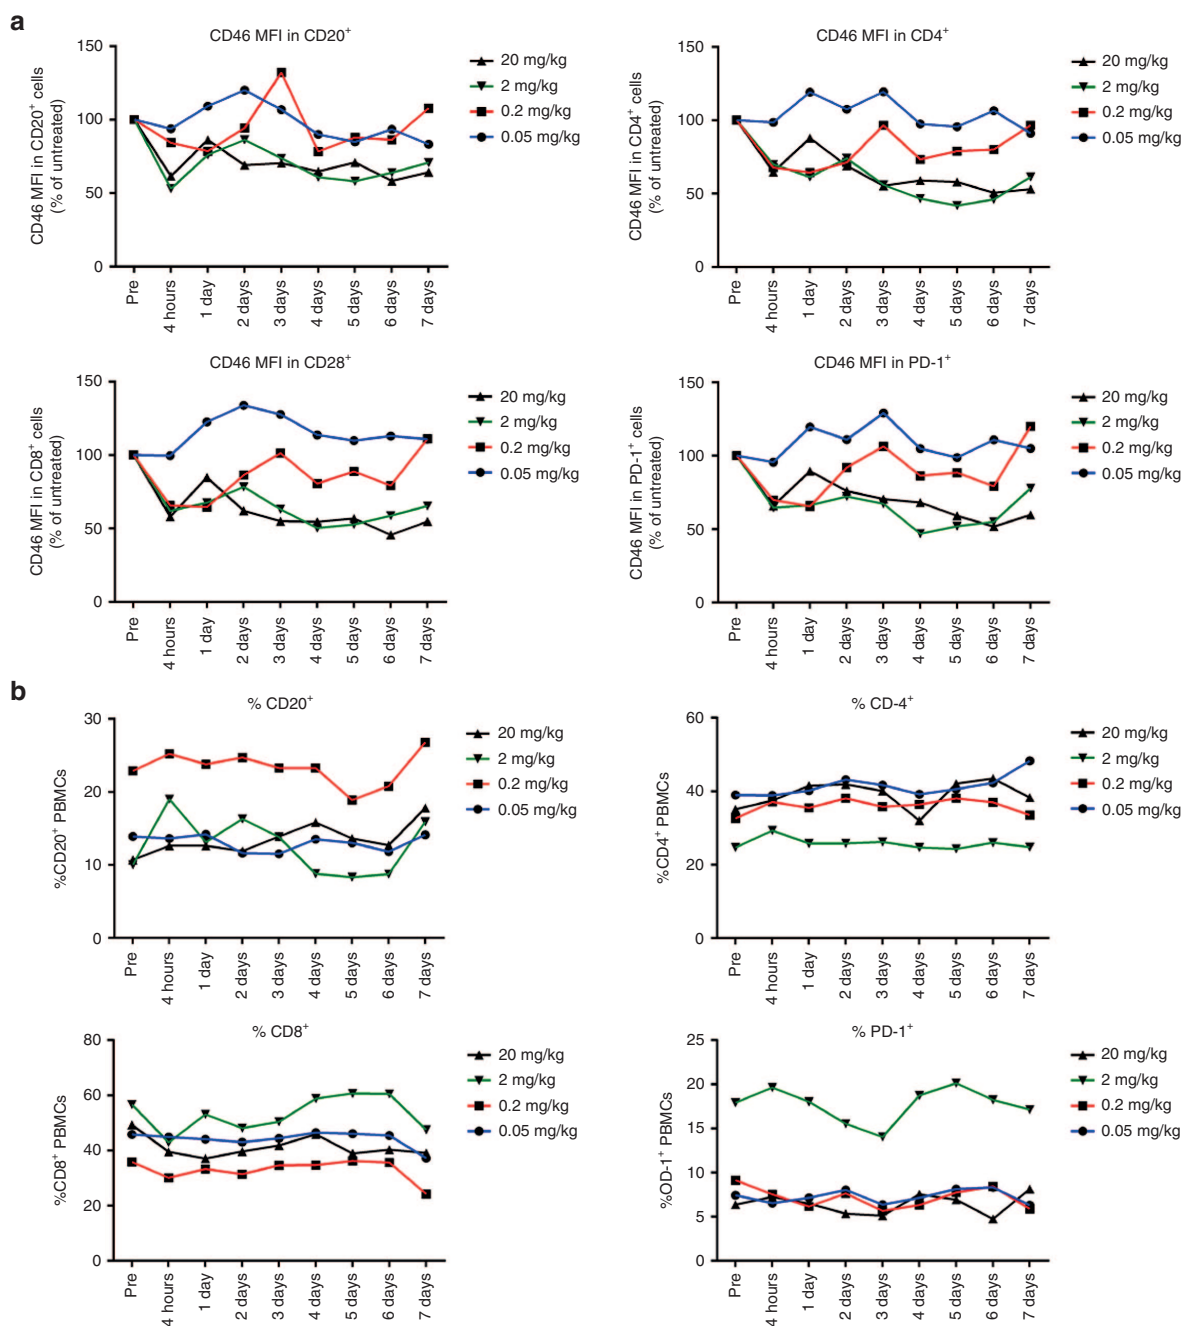 a
CD46 MFI in CD20+
CD46 MFI in CD20+ cells
(% of untreated)
150
100
50
0
Pre
4 hours
1 day
2 days
3 days
4 days
5 days
6 days
7 days
20 mg/kg
2 mg/kg
0.2 mg/kg
0.05 mg/kg
CD46 MFI in CD4+
CD46 MFI in CD4+ cells
(% of untreated)
150
100
50
0
Pre
4 hours
1 day
2 days
3 days
4 days
5 days
6 days
7 days
20 mg/kg
2 mg/kg
0.2 mg/kg
0.05 mg/kg
CD46 MFI in CD28+
CD46 MFI in CD8+ cells
(% of untreated)
150
100
50
0
Pre
4 hours
1 day
2 days
3 days
4 days
5 days
6 days
7 days
20 mg/kg
2 mg/kg
0.2 mg/kg
0.05 mg/kg
CD46 MFI in PD-1+
CD46 MFI in PD-1+ cells
(% of untreated)
150
100
50
0
Pre
4 hours
1 day
2 days
3 days
4 days
5 days
6 days
7 days
20 mg/kg
2 mg/kg
0.2 mg/kg
0.05 mg/kg
b
% CD20+
%CD20+ PBMCs
30
20
10
0
Pre
4 hours
1 day
2 days
3 days
4 days
5 days
6 days
7 days
20 mg/kg
2 mg/kg
0.2 mg/kg
0.05 mg/kg
% CD-4+
%CD4+ PBMCs
60
40
20
0
Pre
4 hours
1 day
2 days
3 days
4 days
5 days
6 days
7 days
20 mg/kg
2 mg/kg
0.2 mg/kg
0.05 mg/kg
% CD8+
%CD8+ PBMCs
80
60
40
20
0
Pre
4 hours
1 day
2 days
3 days
4 days
5 days
6 days
7 days
20 mg/kg
2 mg/kg
0.2 mg/kg
0.05 mg/kg
% PD-1+
%OD-1+ PBMCs
25
20
15
10
5
0
Pre
4 hours
1 day
2 days
3 days
4 days
5 days
6 days
7 days
20 mg/kg
2 mg/kg
0.2 mg/kg
0.05 mg/kg